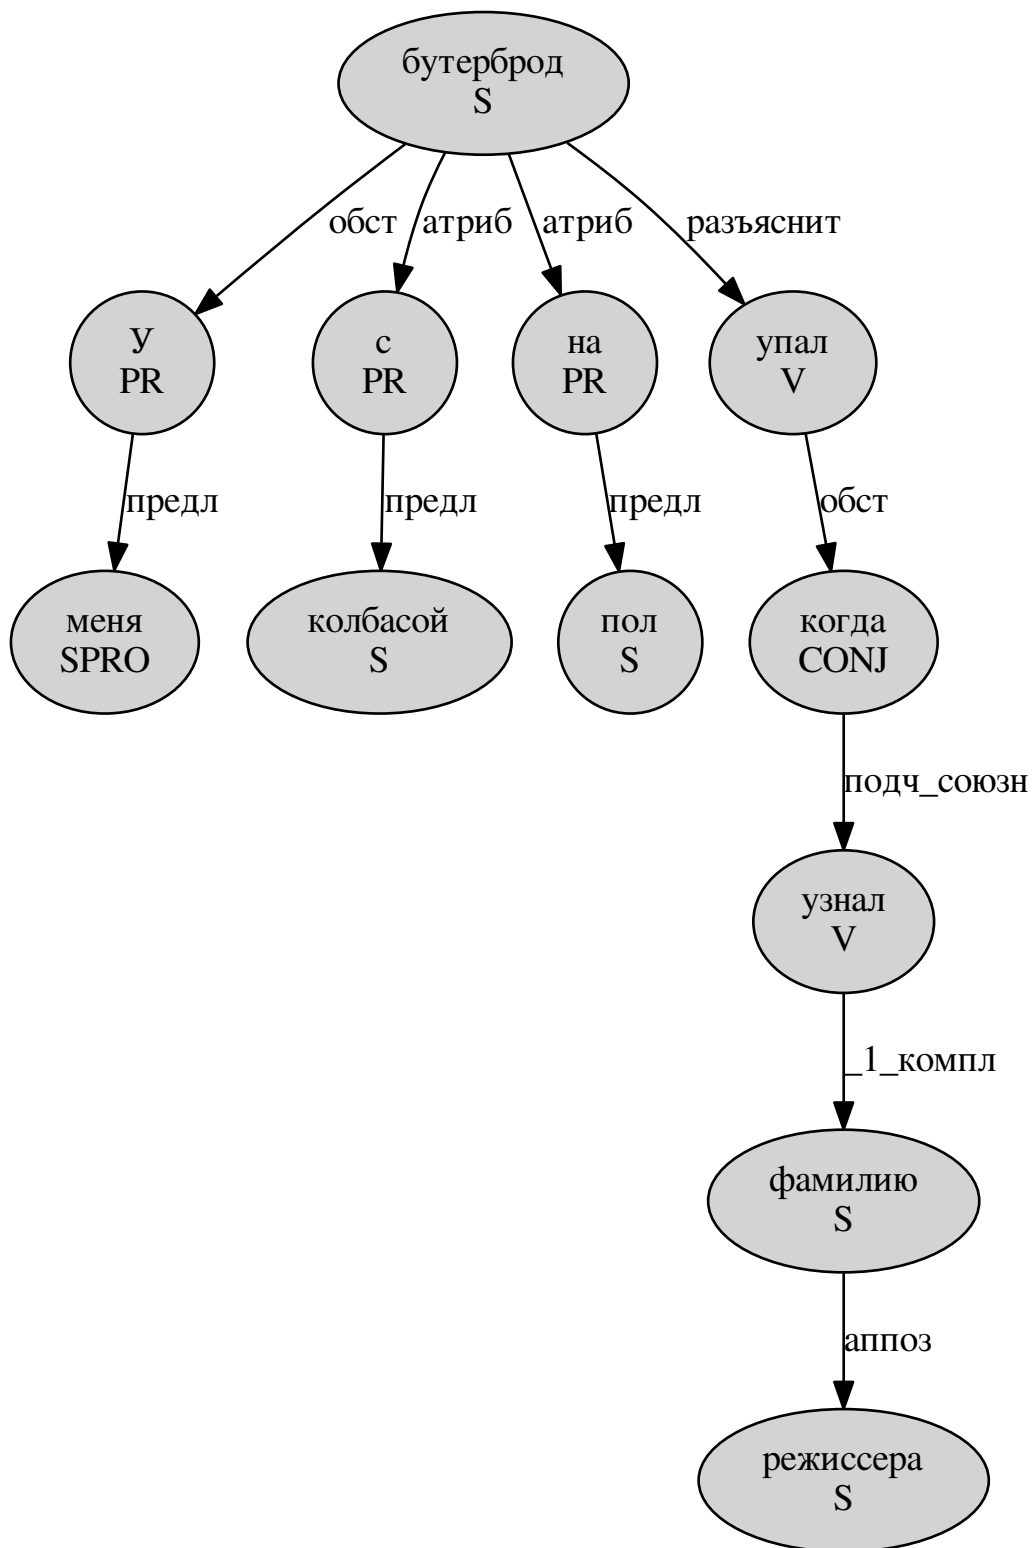 бутерброд
S
обст
атриб
атриб
разъяснит
У
PR
с
PR
на
PR
упал
V
предл
предл
предл
обст
меня
SPRO
колбасой
S
пол
S
когда
CONJ
подч_союзн
узнал
V
_1_компл
фамилию
S
аппоз
режиссера
S